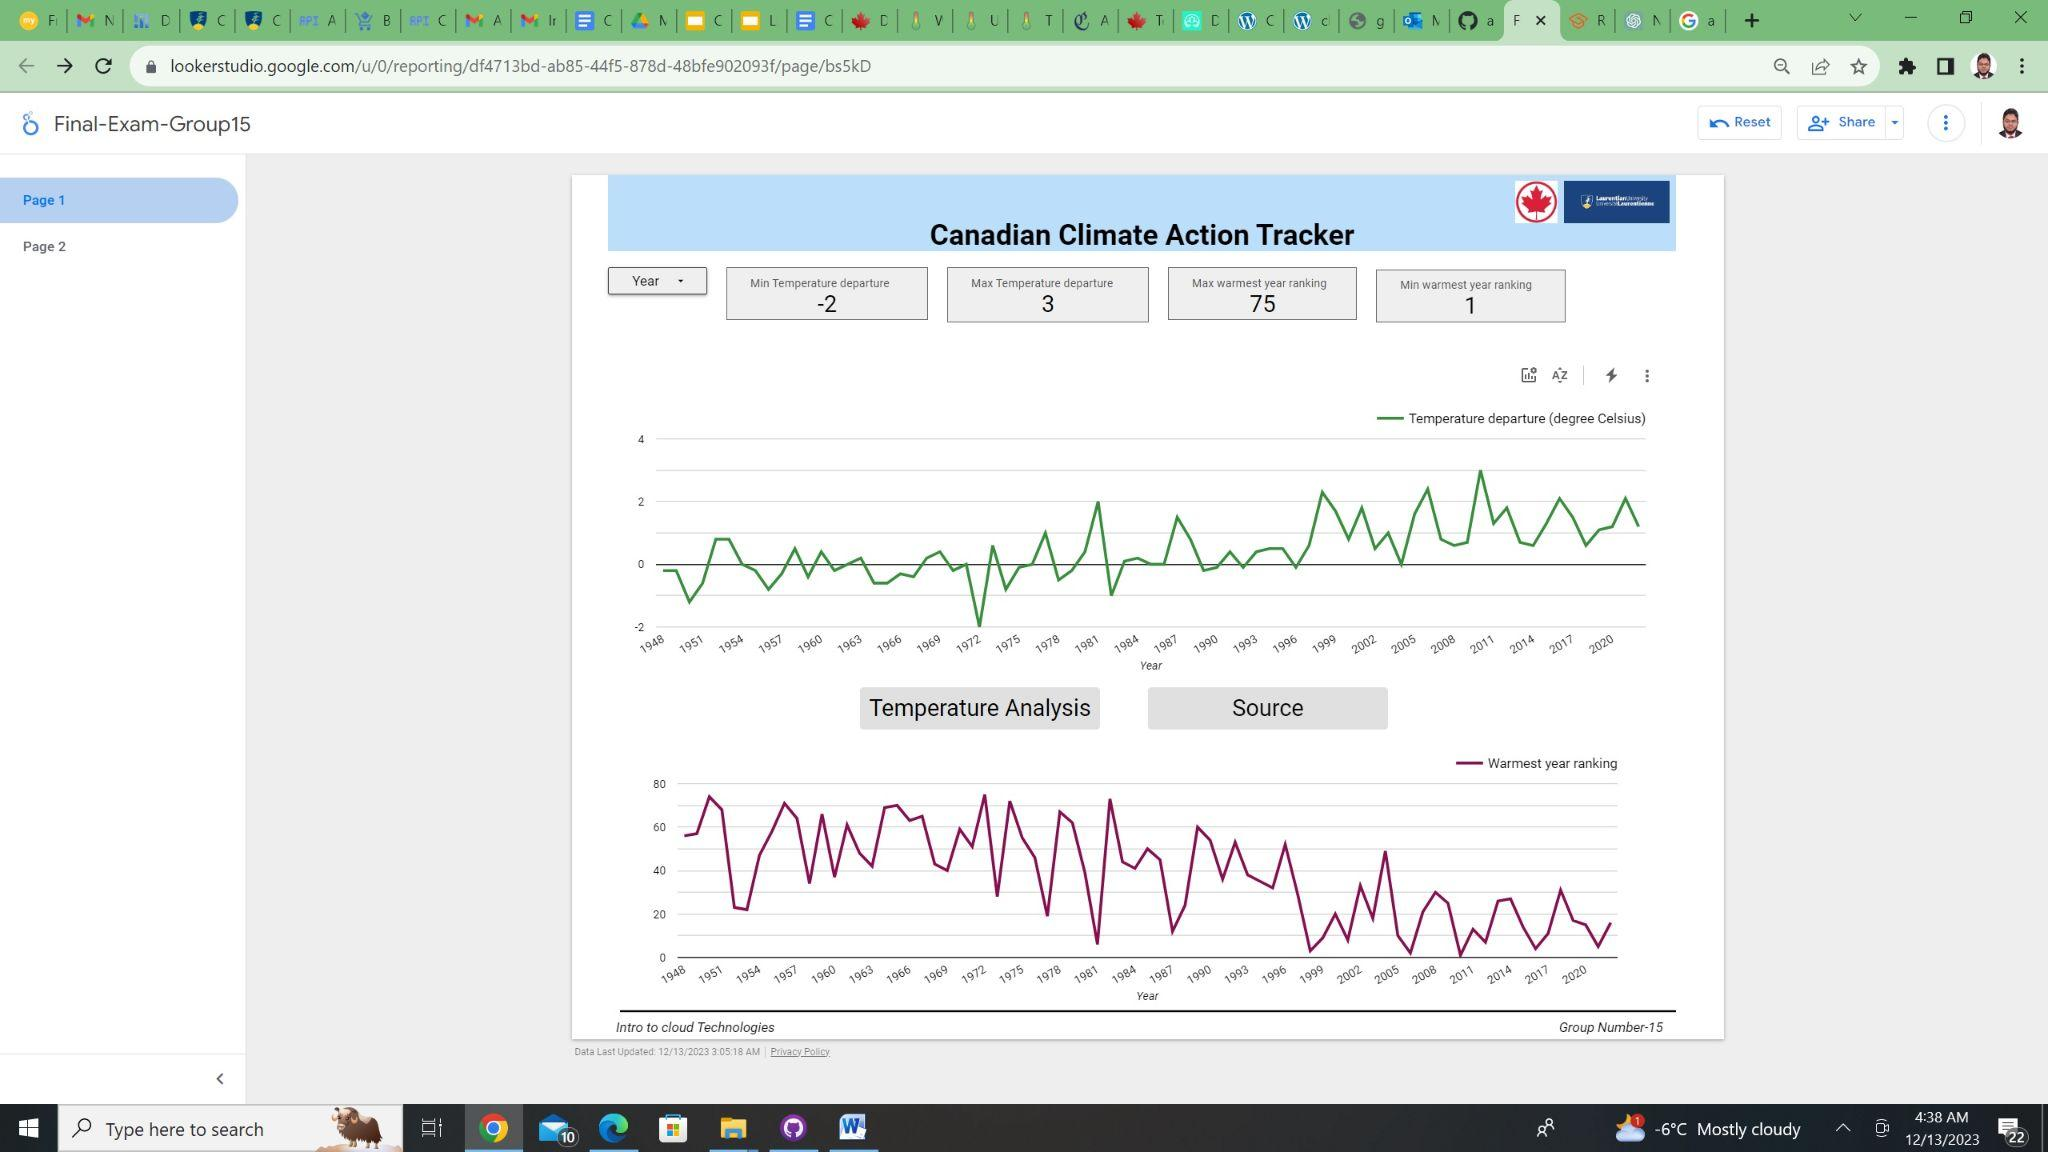 lookerstudio.google.com/u/0/reporting/df4713bd-ab85-44f5-878d-48bfe902093f/page/bs5kD
Final-Exam-Group15
Reset
Share
Page 1
Page 2
Laurentian University
Université Laurentienne
Canadian Climate Action Tracker
Year
Min Temperature departure
-2
Max Temperature departure
3
Max warmest year ranking
75
Min warmest year ranking
1
AZ
Temperature departure (degree Celsius)
4
2
0
-2
1948 1951 1954 1957 1960 1963 1966 1969 1972 1975 1978 1981 1984 1987 1990 1993 1996 1999 2002 2005 2008 2011 2014 2017 2020
Year
Temperature Analysis
Source
Warmest year ranking
80
60
40
20
0
1948 1951 1954 1957 1960 1963 1966 1969 1972 1975 1978 1981 1984 1987 1990 1993 1996 1999 2002 2005 2008 2011 2014 2017 2020
Year
Intro to cloud Technologies
Group Number-15
Data Last Updated: 12/13/2023 3:05:18 AM | Privacy Policy
Type here to search
10
1
-6°C Mostly cloudy
4:38 AM
12/13/2023
22